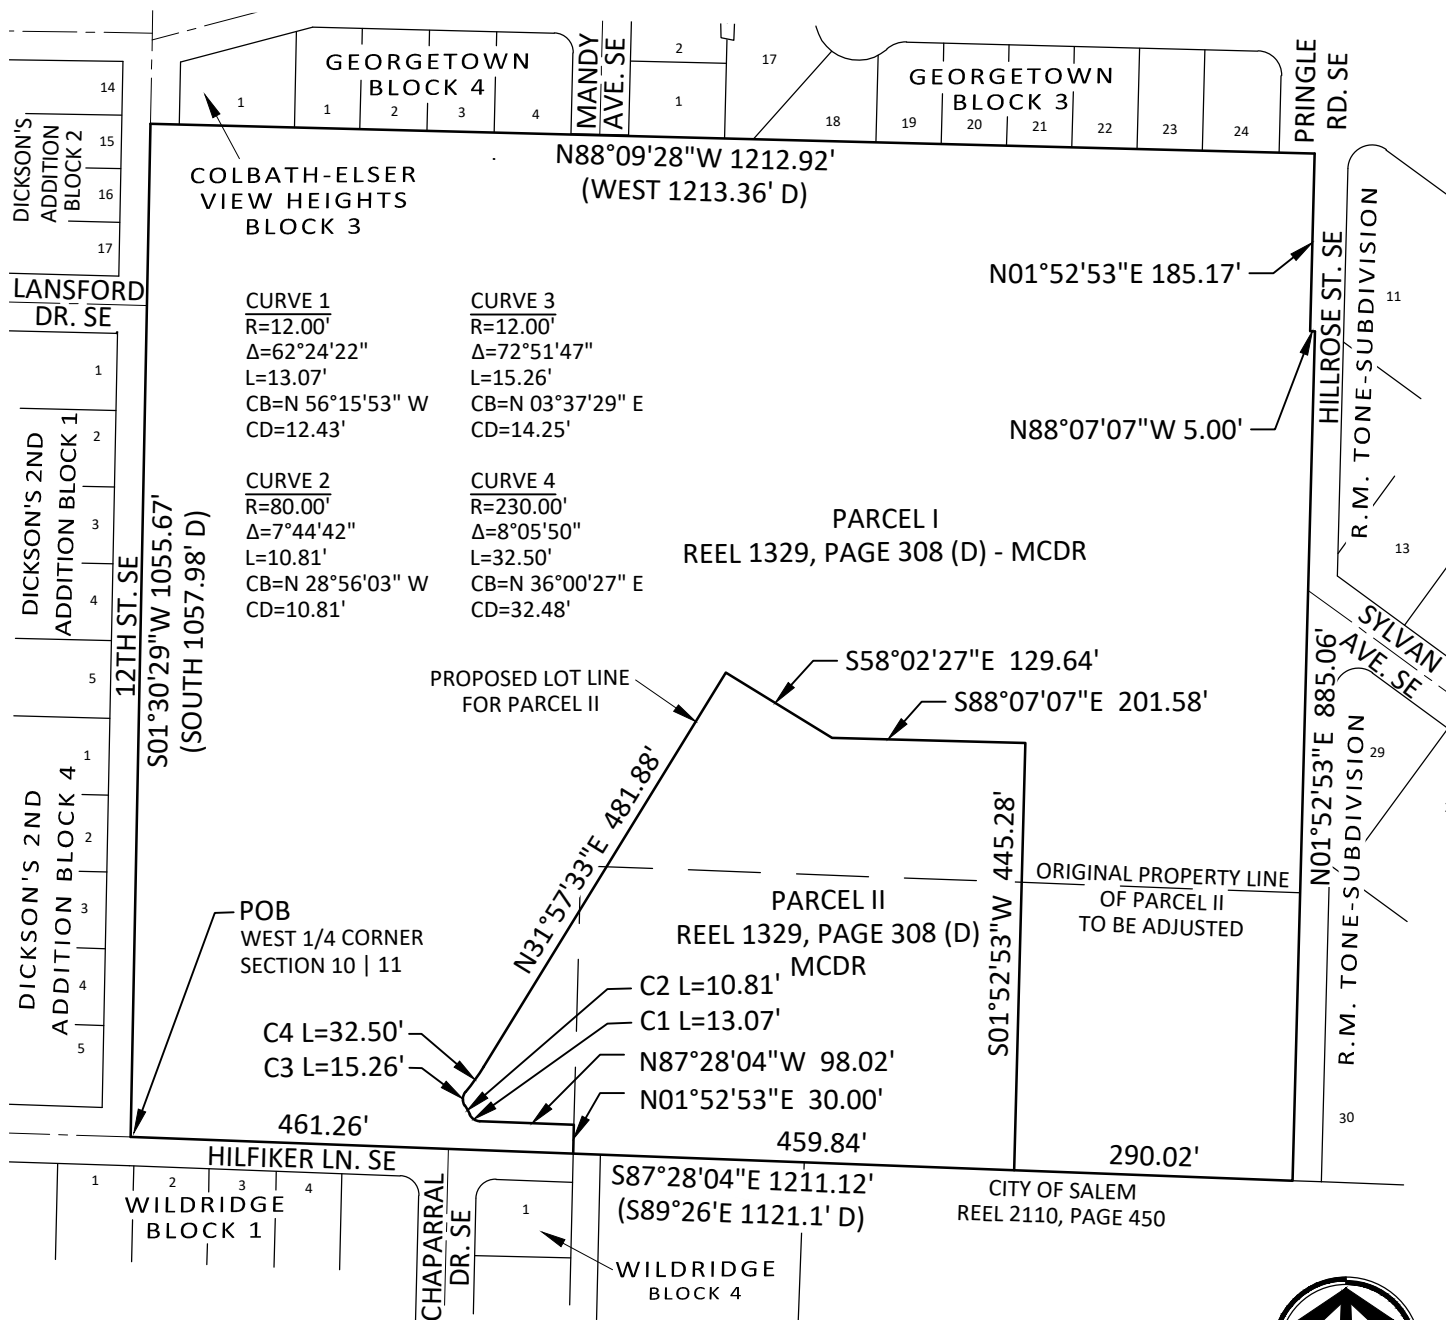 GEORGETOWN
BLOCK 4
MANDY
AVE. SE
GEORGETOWN
BLOCK 3
PRINGLE
RD. SE
1
1
2
3
4
2
1
17
18
19
20
21
22
23
24
14
15
16
17
DICKSON'S
ADDITION
BLOCK 2
COLBATH-ELSER
VIEW HEIGHTS
BLOCK 3
N88°09'28"W 1212.92'
(WEST 1213.36' D)
N01°52'53"E 185.17'
HILLROSE ST. SE
R.M. TONE-SUBDIVISION
11
13
LANSFORD
DR. SE
CURVE 1
R=12.00'
Δ=62°24'22"
L=13.07'
CB=N 56°15'53" W
CD=12.43'
CURVE 3
R=12.00'
Δ=72°51'47"
L=15.26'
CB=N 03°37'29" E
CD=14.25'
N88°07'07"W 5.00'
CURVE 2
R=80.00'
Δ=7°44'42"
L=10.81'
CB=N 28°56'03" W
CD=10.81'
CURVE 4
R=230.00'
Δ=8°05'50"
L=32.50'
CB=N 36°00'27" E
CD=32.48'
PARCEL I
REEL 1329, PAGE 308 (D) - MCDR
1
2
3
4
5
DICKSON'S 2ND
ADDITION BLOCK 1
12TH ST. SE
S01°30'29"W 1055.67'
(SOUTH 1057.98' D)
SYLVAN
AVE. SE
S58°02'27"E 129.64'
S88°07'07"E 201.58'
PROPOSED LOT LINE
FOR PARCEL II
N31°57'33"E 481.88'
S01°52'53"W 445.28'
N01°52'53"E 885.06'
R.M. TONE-SUBDIVISION
29
30
1
2
3
4
5
DICKSON'S 2ND
ADDITION BLOCK 4
ORIGINAL PROPERTY LINE
OF PARCEL II
TO BE ADJUSTED
PARCEL II
REEL 1329, PAGE 308 (D)
MCDR
POB
WEST 1/4 CORNER
SECTION 10 | 11
C2 L=10.81'
C1 L=13.07'
C4 L=32.50'
C3 L=15.26'
N87°28'04"W 98.02'
N01°52'53"E 30.00'
461.26'
459.84'
290.02'
HILFIKER LN. SE
S87°28'04"E 1211.12'
(S89°26'E 1121.1' D)
CITY OF SALEM
REEL 2110, PAGE 450
1
2
3
4
WILDRIDGE
BLOCK 1
CHAPARRAL
DR. SE
1
WILDRIDGE
BLOCK 4